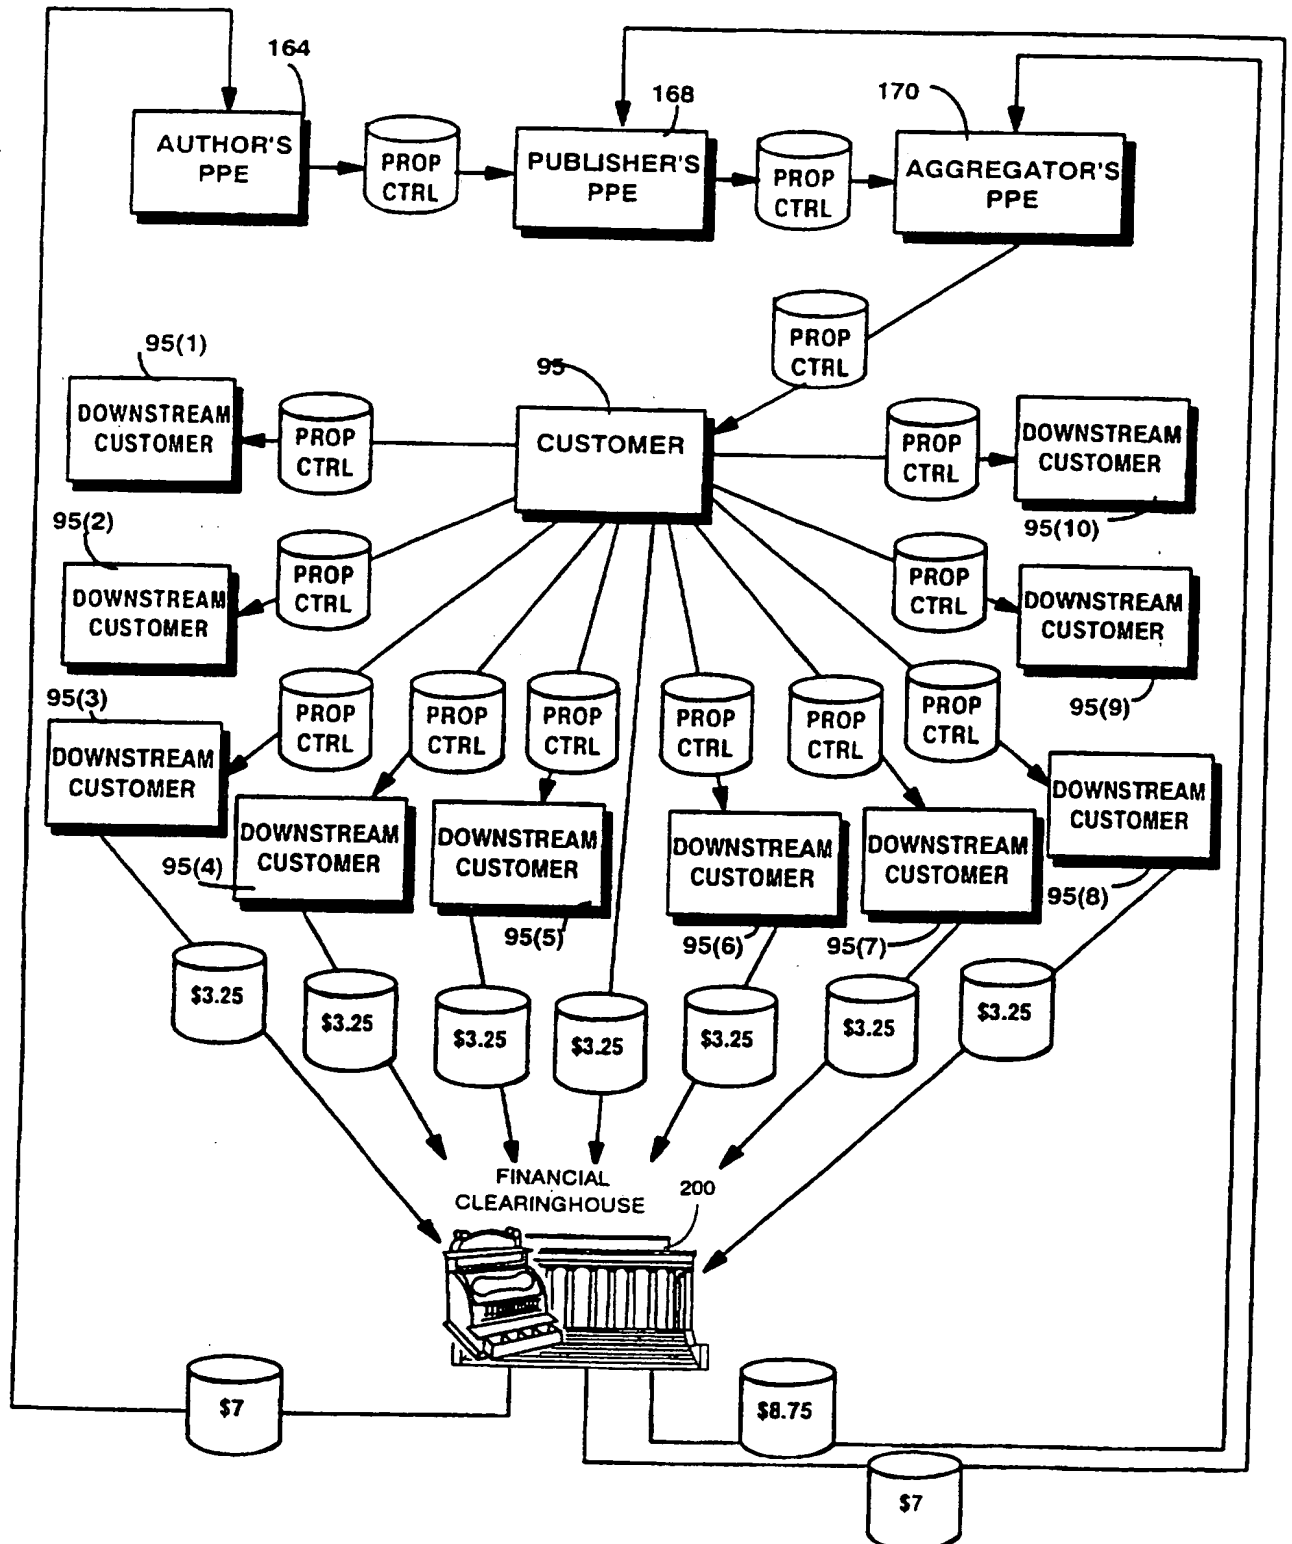 164
168
170
AUTHOR'S
PPE
PROP
CTRL
PUBLISHER'S
PPE
PROP
CTRL
AGGREGATOR'S
PPE
PROP
CTRL
95(1)
DOWNSTREAM
CUSTOMER
PROP
CTRL
95
CUSTOMER
PROP
CTRL
DOWNSTREAM
CUSTOMER
95(10)
95(2)
DOWNSTREAM
CUSTOMER
PROP
CTRL
PROP
CTRL
DOWNSTREAM
CUSTOMER
95(9)
95(3)
DOWNSTREAM
CUSTOMER
PROP
CTRL
PROP
CTRL
PROP
CTRL
PROP
CTRL
PROP
CTRL
PROP
CTRL
DOWNSTREAM
CUSTOMER
95(4)
DOWNSTREAM
CUSTOMER
95(5)
DOWNSTREAM
CUSTOMER
95(6)
DOWNSTREAM
CUSTOMER
95(7)
DOWNSTREAM
CUSTOMER
95(8)
$3.25
$3.25
$3.25
$3.25
$3.25
$3.25
$3.25
FINANCIAL
CLEARINGHOUSE
200
$7
$8.75
$7